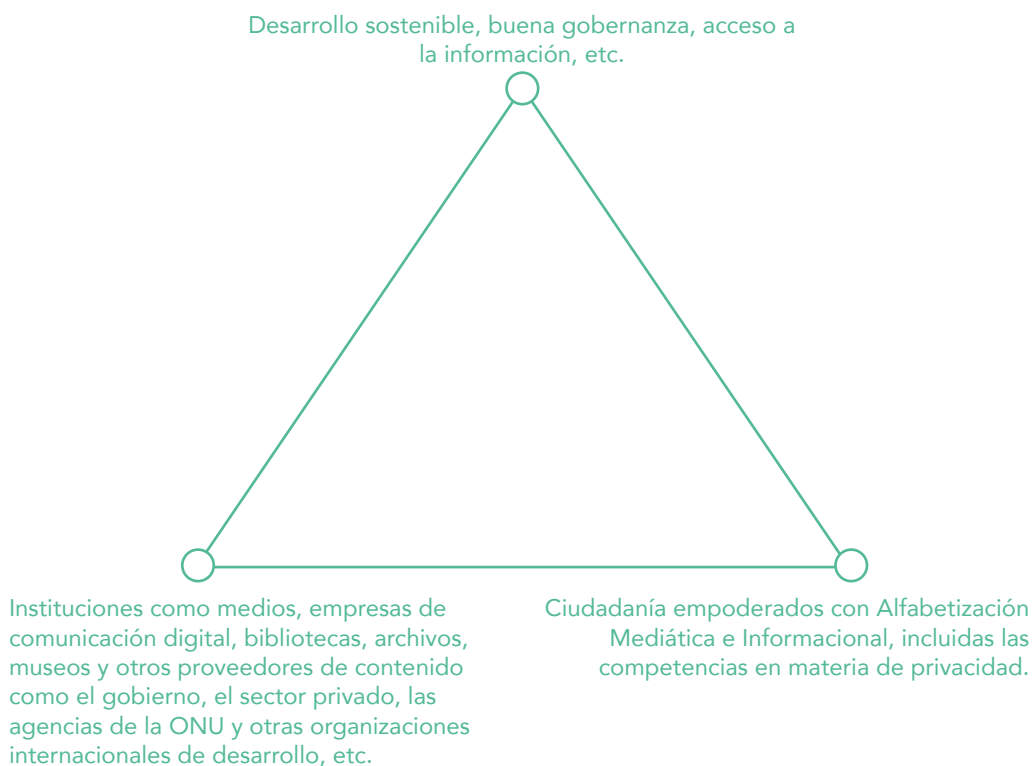 Desarrollo sostenible, buena gobernanza, acceso a
la información, etc.
Instituciones como medios, empresas de
comunicación digital, bibliotecas, archivos,
museos y otros proveedores de contenido
como el gobierno, el sector privado, las
agencias de la ONU y otras organizaciones
internacionales de desarrollo, etc.
Ciudadanía empoderados con Alfabetización
Mediática e Informacional, incluidas las
competencias en materia de privacidad.